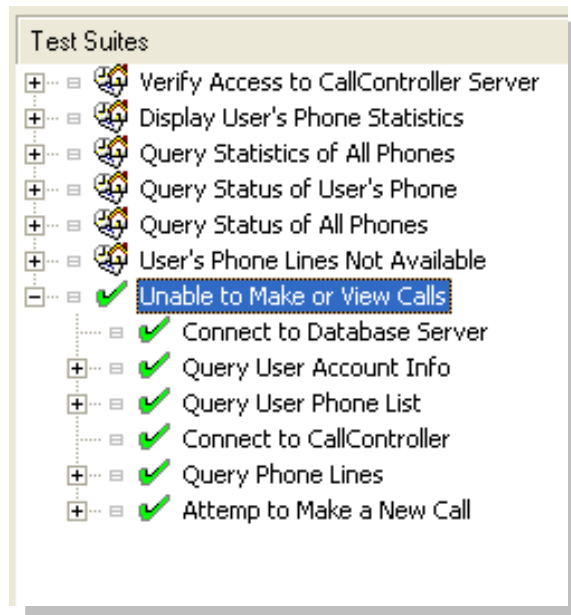 Test Suites
Verify Access to CallController Server
Display User's Phone Statistics
Query Statistics of All Phones
Query Status of User's Phone
Query Status of All Phones
User's Phone Lines Not Available
Unable to Make or View Calls
Connect to Database Server
Query User Account Info
Query User Phone List
Connect to CallController
Query Phone Lines
Attemp to Make a New Call